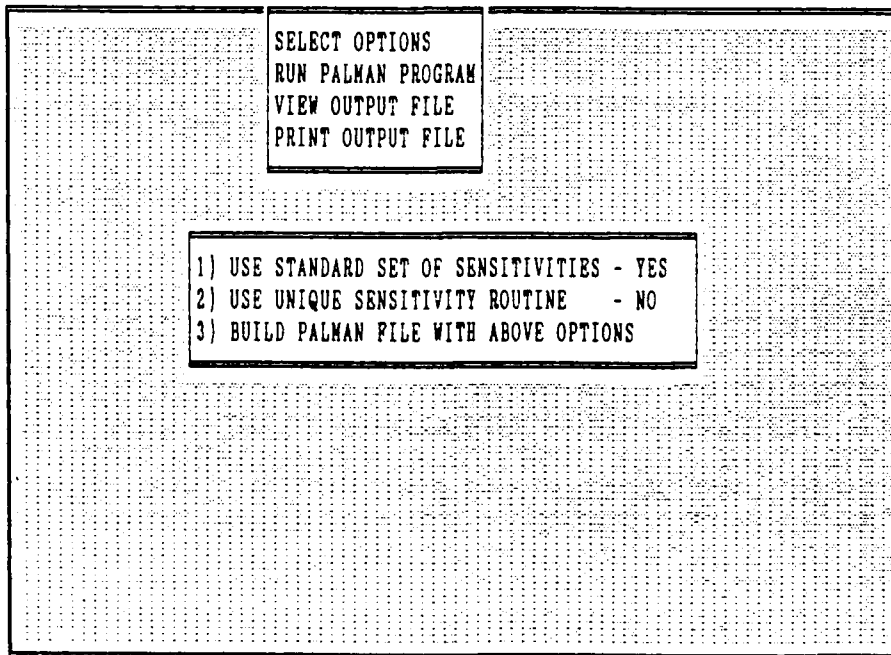 SELECT OPTIONS
RUN PALMAN PROGRAM
VIEW OUTPUT FILE
PRINT OUTPUT FILE
1) USE STANDARD SET OF SENSITIVITIES - YES
2) USE UNIQUE SENSITIVITY ROUTINE - NO
3) BUILD PALMAN FILE WITH ABOVE OPTIONS